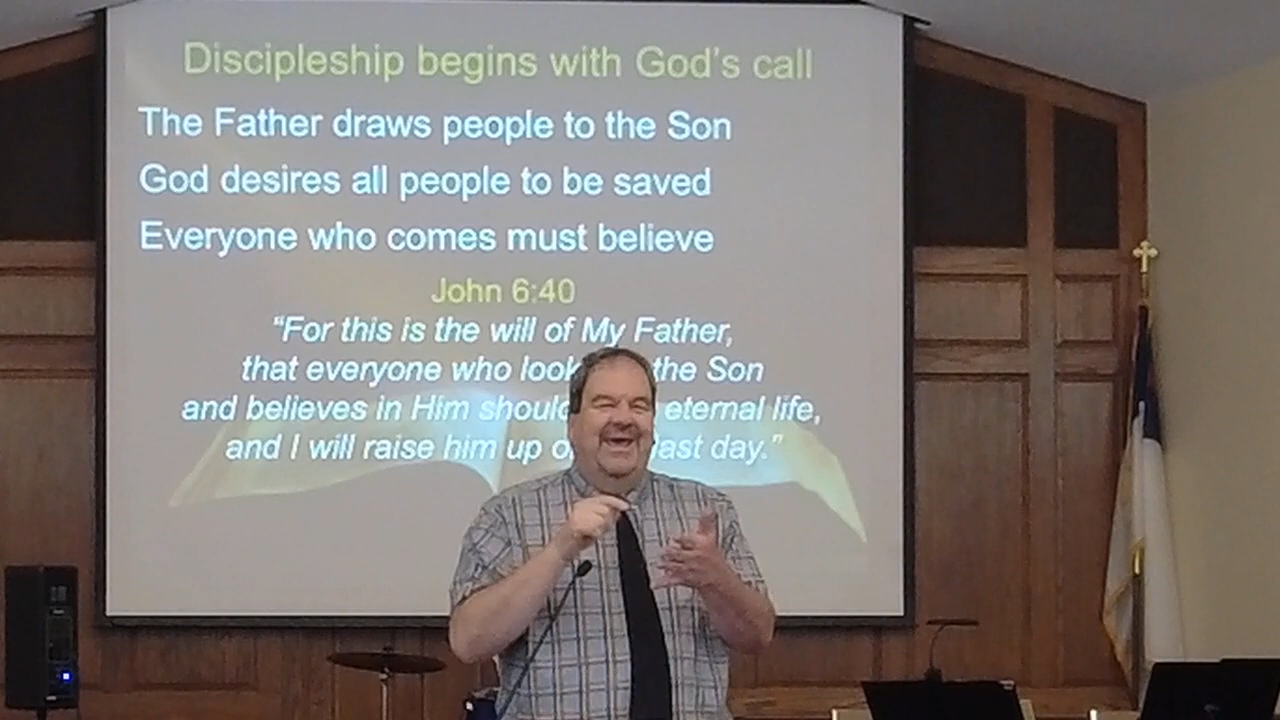 Discipleship begins with God's call
The Father draws people to the Son
God desires all people to be saved
Everyone who comes must believe
John 6:40
"For this is the will of My Father,
that everyone who look the Son
and believes in Him should eternal life,
and I will raise him up last day."